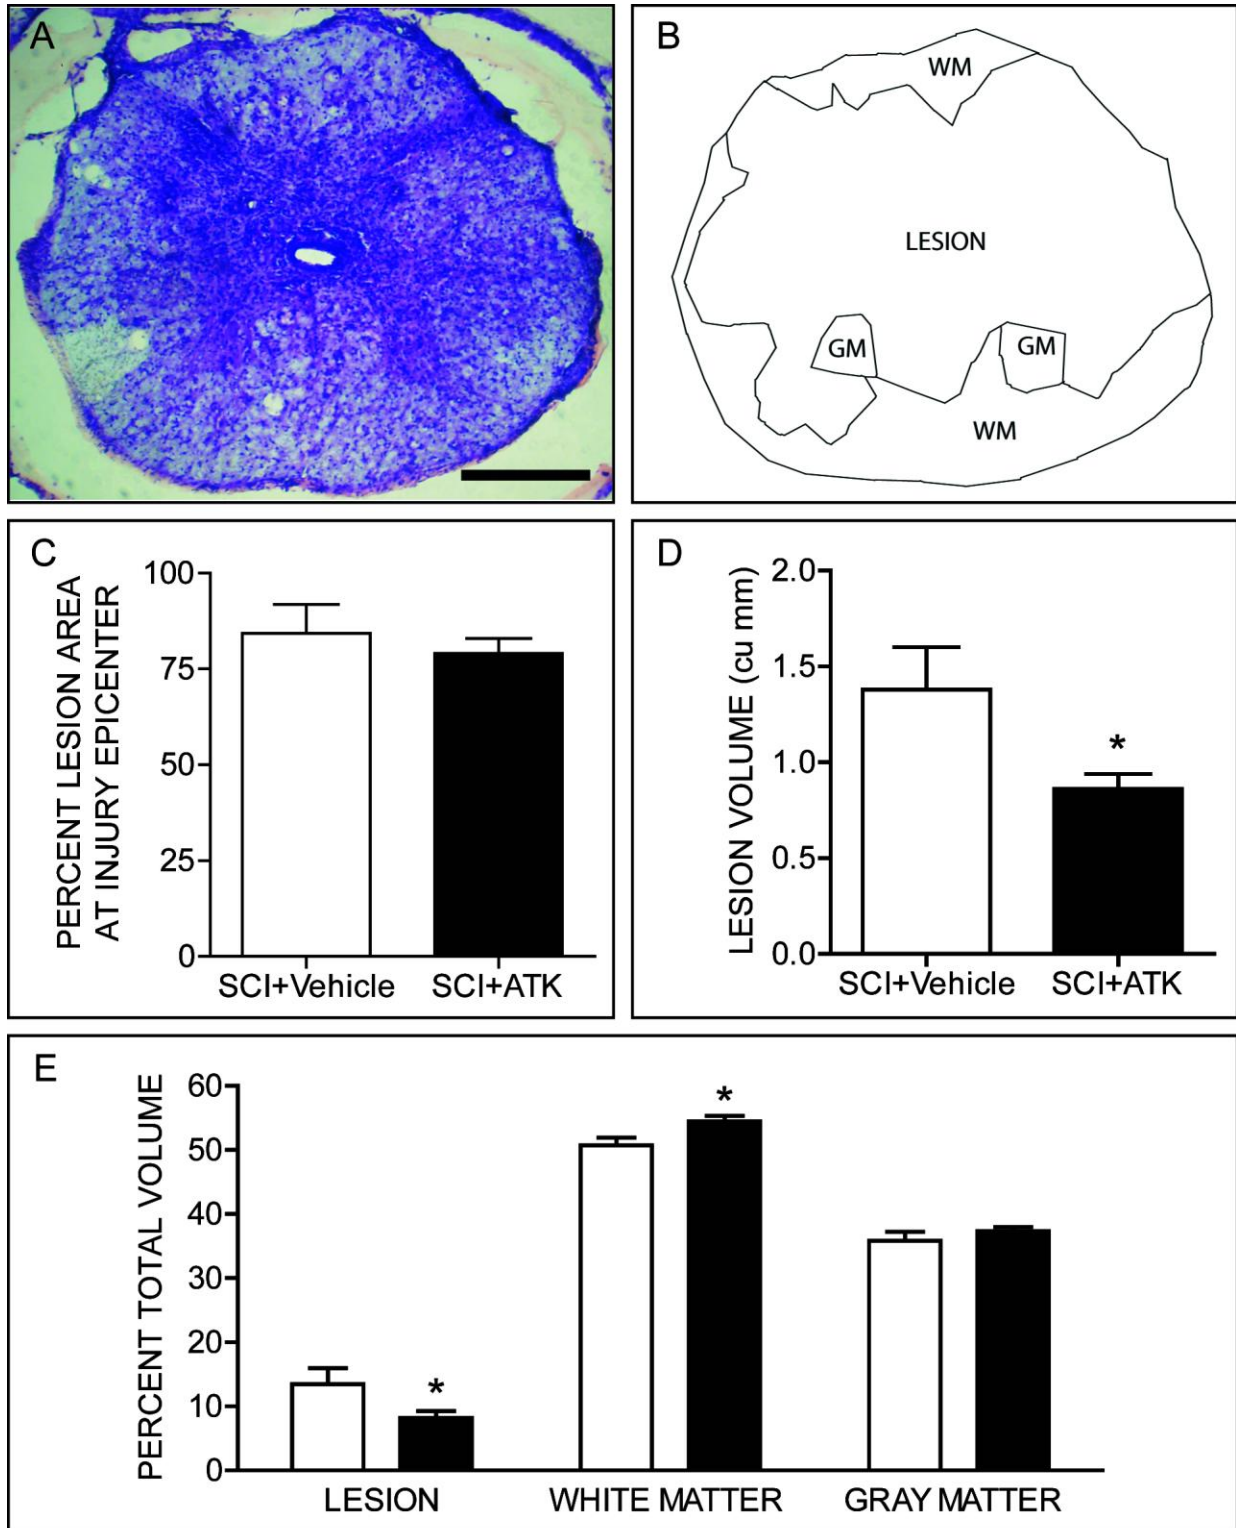 A
B
WM
LESION
GM
GM
WM
C
PERCENT LESION AREA
AT INJURY EPICENTER
100
75
50
25
0
SCI+Vehicle
SCI+ATK
D
LESION VOLUME (cu mm)
2.0
1.5
1.0
0.5
0.0
*
SCI+Vehicle
SCI+ATK
E
PERCENT TOTAL VOLUME
60
50
40
30
20
10
0
*
*
LESION
WHITE MATTER
GRAY MATTER